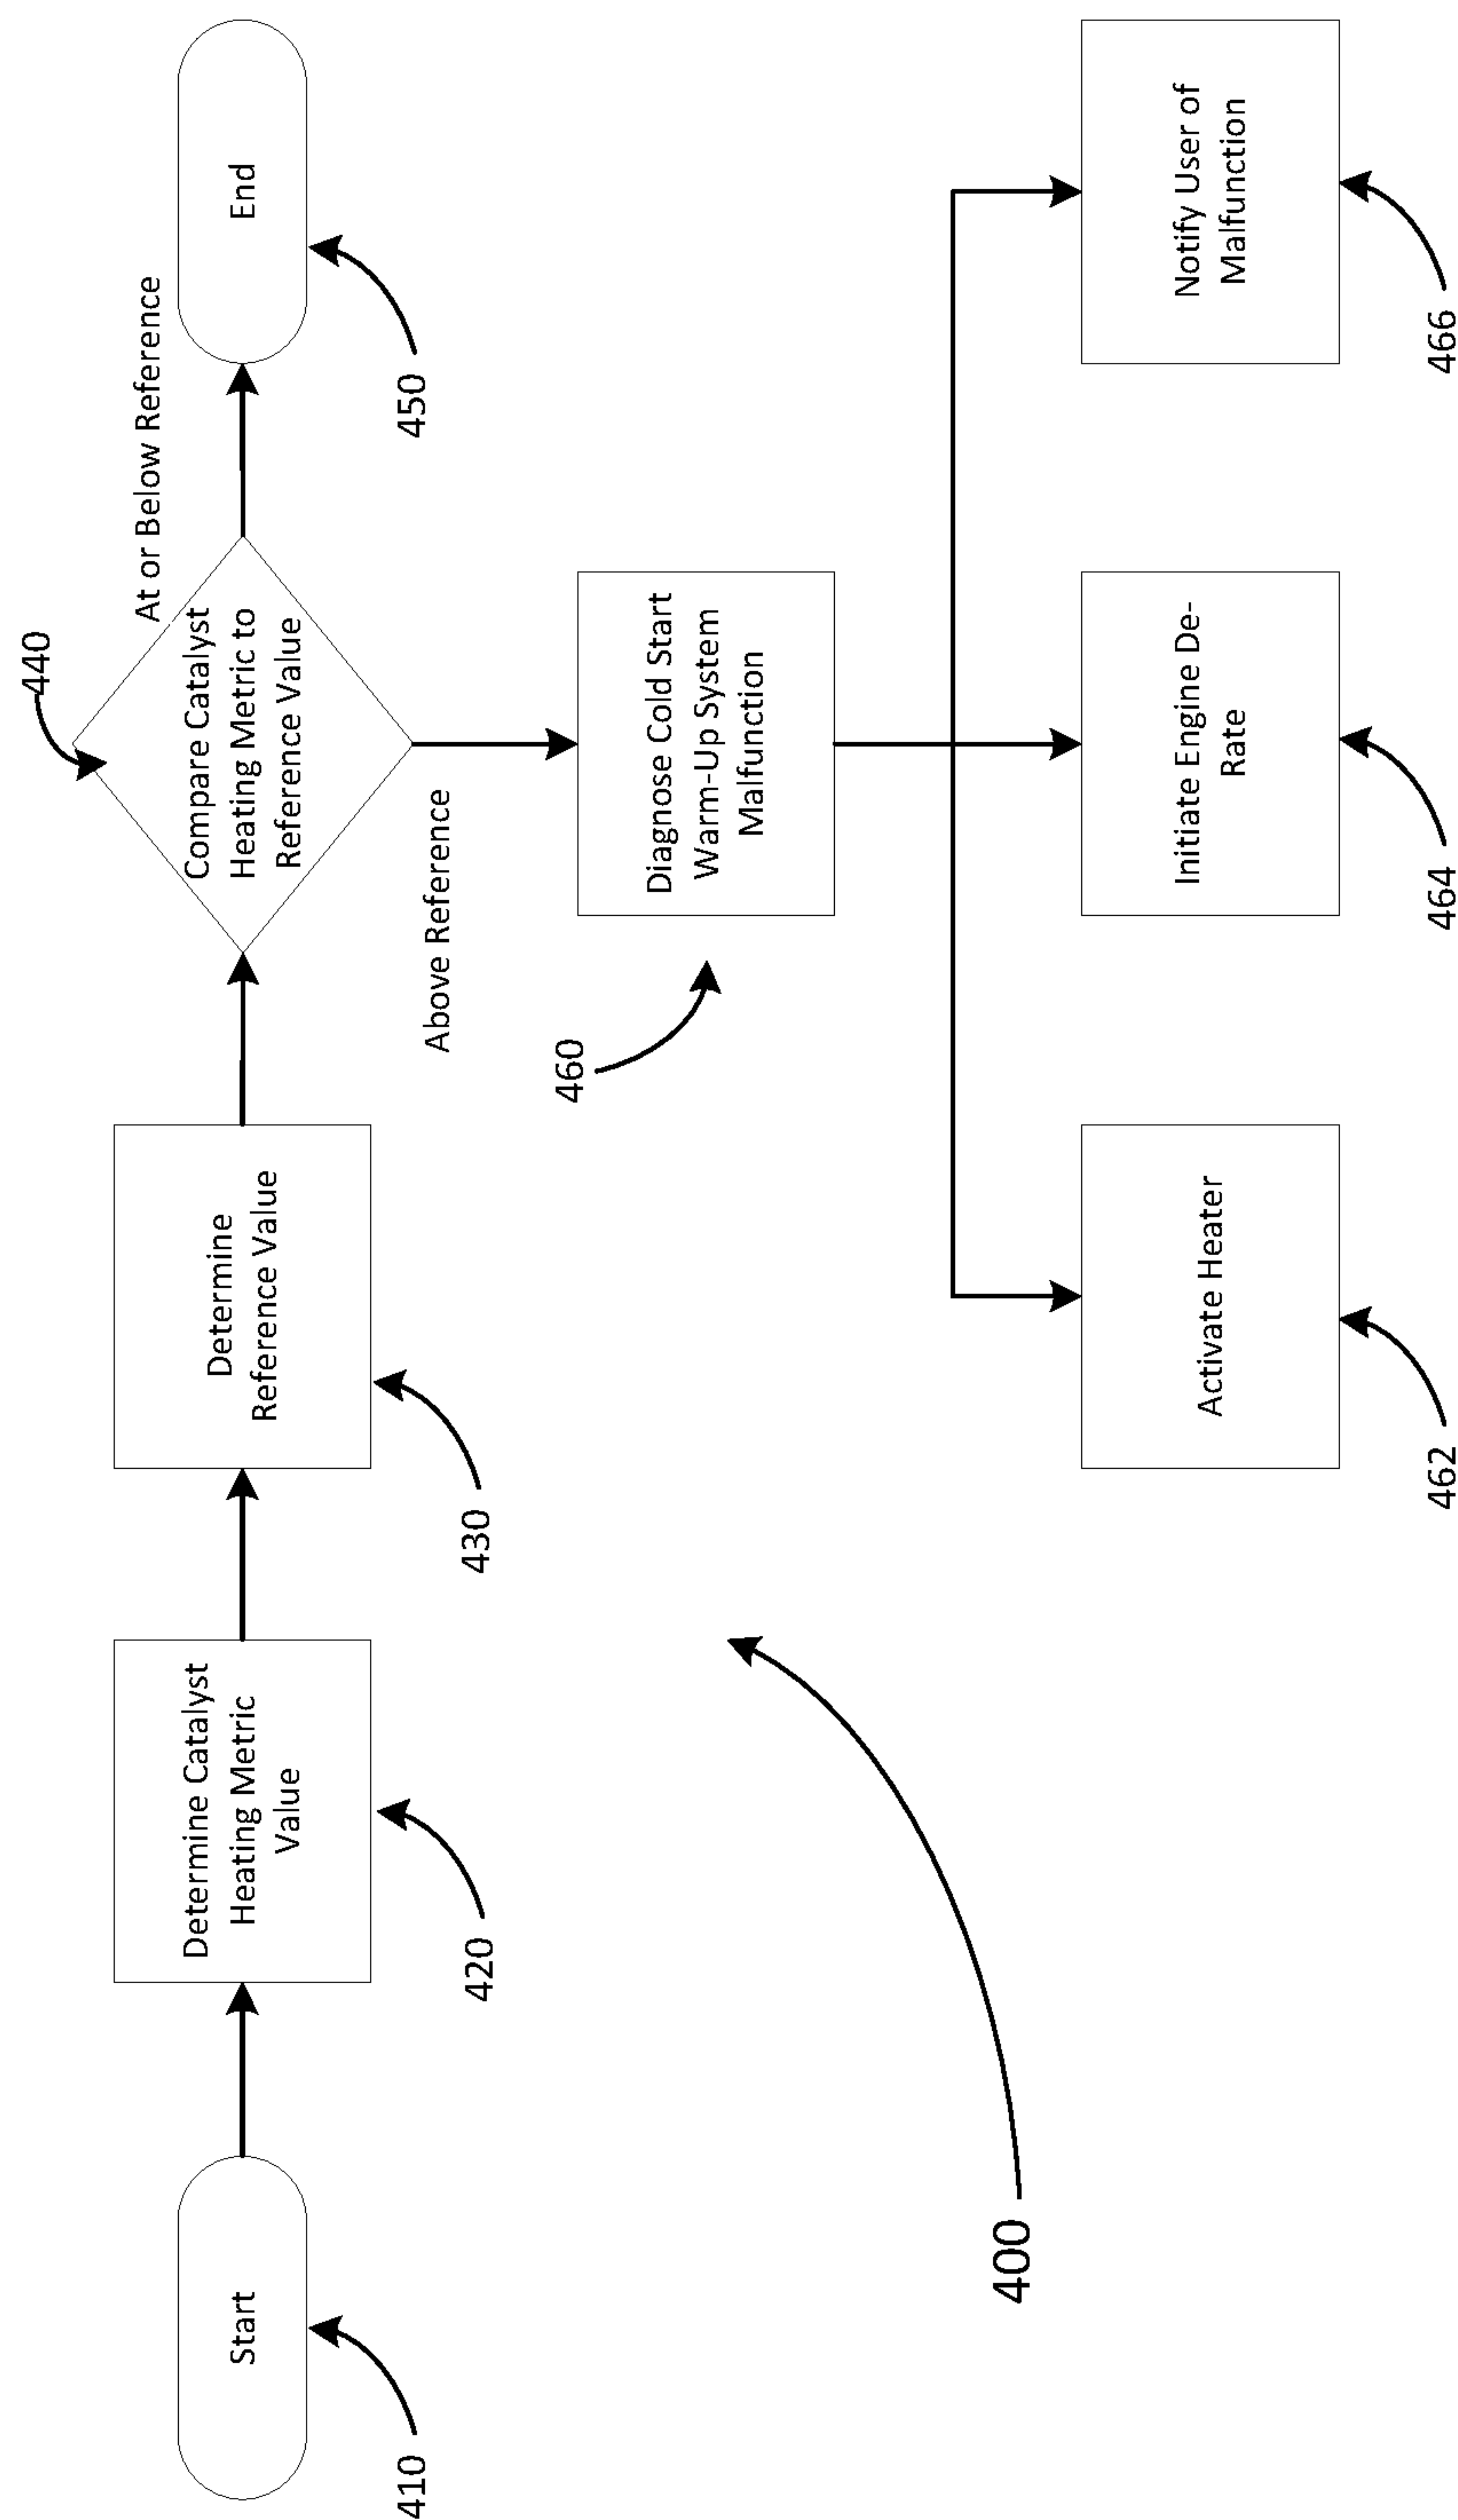 Start
410
Determine Catalyst
Heating Metric
Value
420
Determine
Reference Value
430
440
Compare Catalyst
Heating Metric to
Reference Value
At or Below Reference
End
450
Above Reference
460
Diagnose Cold Start
Warm-Up System
Malfunction
400
Activate Heater
462
Initiate Engine De-
Rate
464
Notify User of
Malfunction
466